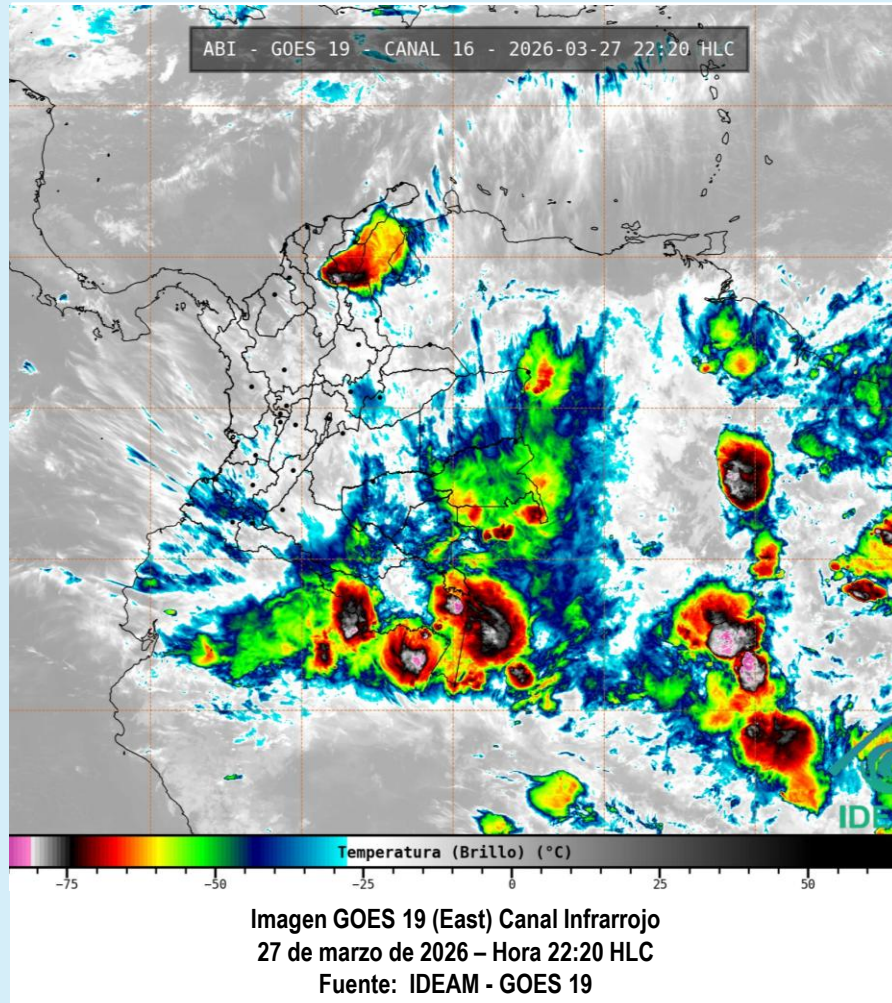 ABI - GOES 19 - CANAL 16 - 2026-03-27 22:20 HLC
IDE
Temperatura (Brillo) (°C)
−75 −50 −25 0 25 50
Imagen GOES 19 (East) Canal Infrarrojo
27 de marzo de 2026 – Hora 22:20 HLC
Fuente: IDEAM - GOES 19